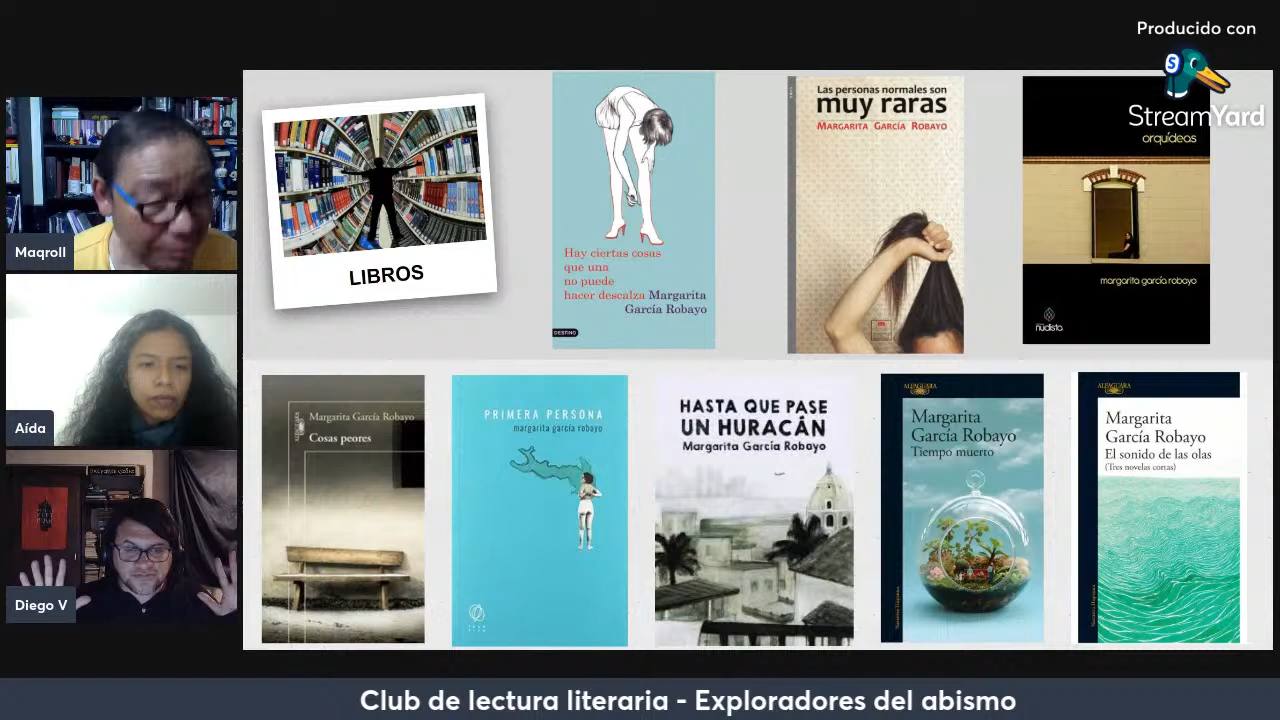 Producido con
StreamYard
Maqroll
Aída
Diego V
LIBROS
Hay ciertas cosas
que una
no puede
hacer descalza Margarita
García Robayo
DESTINO
Las personas normales son
muy raras
Margarita García Robayo
orquídeas
margarita garcía robayo
nudista
ALFAGUARA
Margarita García Robayo
Cosas peores
PRIMERA PERSONA
margarita garcía robayo
HASTA QUE PASE
UN HURACÁN
Margarita García Robayo
ALFAGUARA
Margarita
García Robayo
Tiempo muerto
ALFAGUARA
Margarita
García Robayo
El sonido de las olas
(Tres novelas cortas)
Club de lectura literaria - Exploradores del abismo